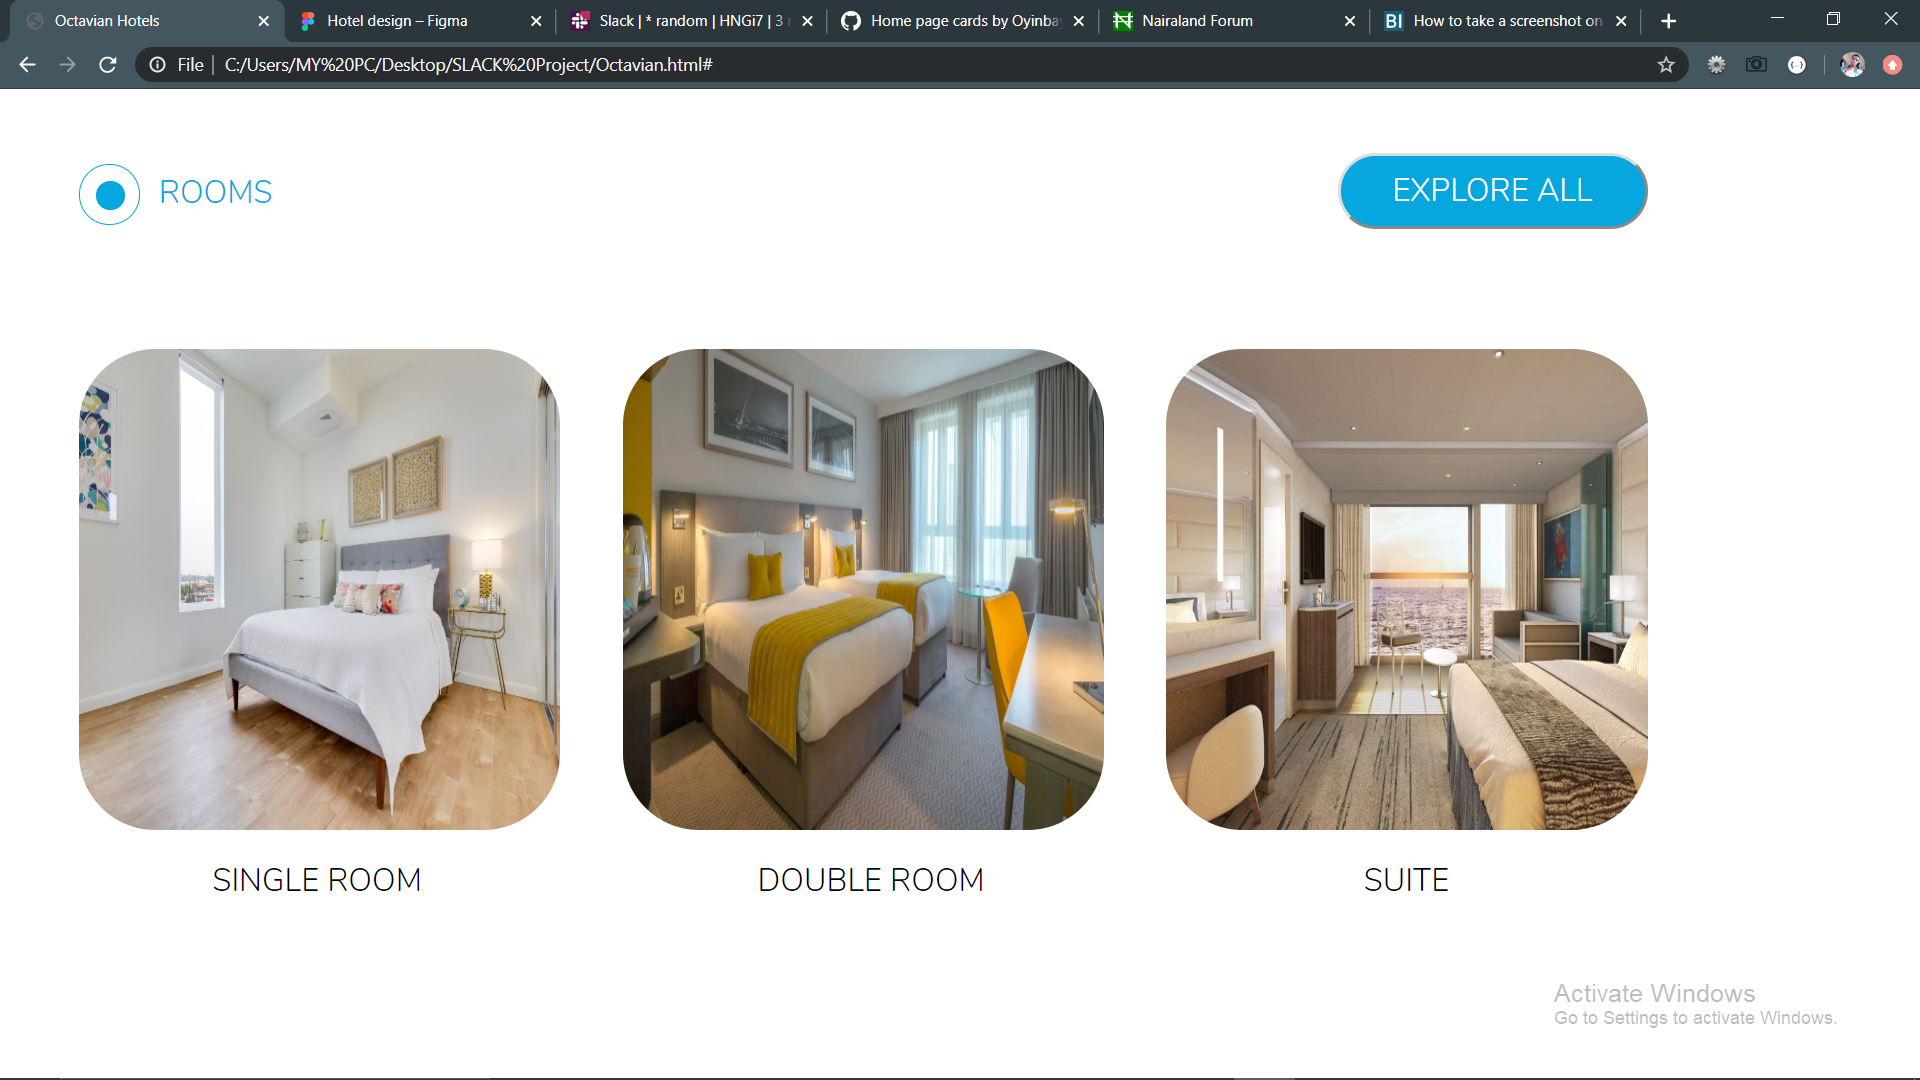 Octavian Hotels
Hotel design – Figma
Slack | * random | HNGi7 | 3
Home page cards by
Nairaland Forum
BI
How to take a screenshot on
File
C:/Users/MY%20PC/Desktop/SLACK%20Project/Octavian.html#
ROOMS
EXPLORE ALL
SINGLE ROOM
DOUBLE ROOM
SUITE
Activate Windows
Go to Settings to activate Windows.